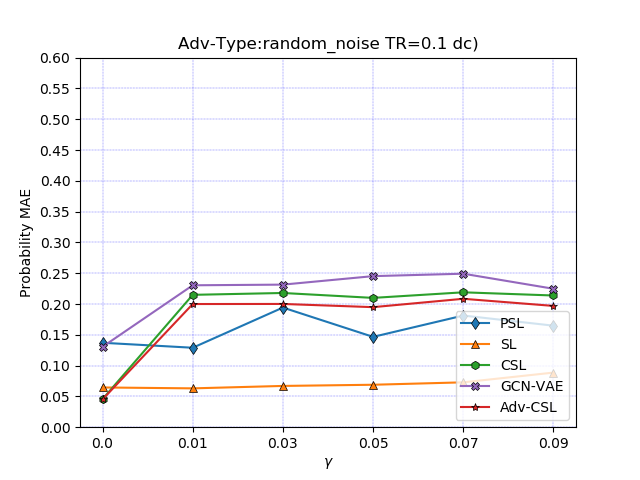 Adv-Type:random_noise TR=0.1 dc)
Probability MAE
0.60
0.55
0.50
0.45
0.40
0.35
0.30
0.25
0.20
0.15
0.10
0.05
0.00
0.0 0.01 0.03 0.05 0.07 0.09
γ
PSL
SL
CSL
GCN-VAE
Adv-CSL